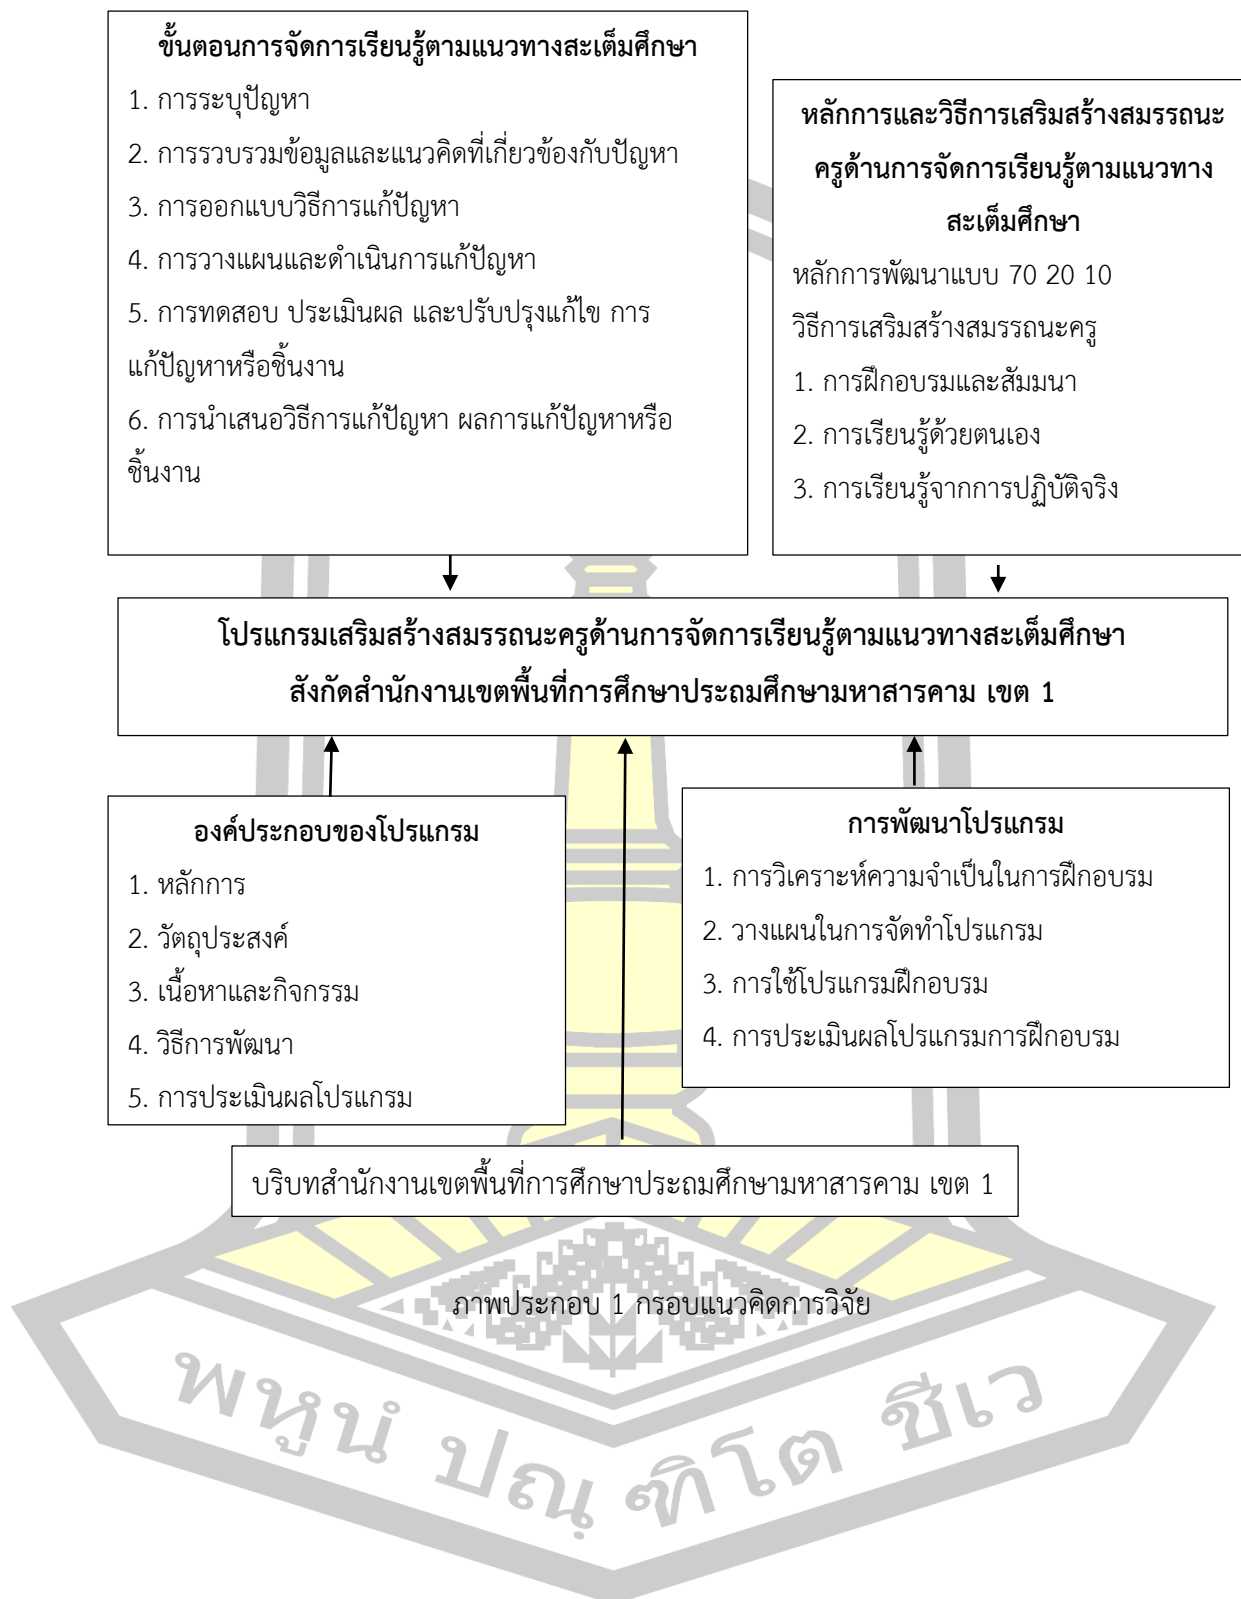 ขั้นตอนการจัดการเรียนรู้ตามแนวทางสะเต็มศึกษา
1. การระบุปัญหา
2. การรวบรวมข้อมูลและแนวคิดที่เกี่ยวข้องกับปัญหา
3. การออกแบบวิธีการแก้ปัญหา
4. การวางแผนและดำเนินการแก้ปัญหา
5. การทดสอบ ประเมินผล และปรับปรุงแก้ไข การ
แก้ปัญหาหรือชิ้นงาน
6. การนำเสนอวิธีการแก้ปัญหา ผลการแก้ปัญหาหรือ
ชิ้นงาน
หลักการและวิธีการเสริมสร้างสมรรถนะ
ครูด้านการจัดการเรียนรู้ตามแนวทาง
สะเต็มศึกษา
หลักการพัฒนาแบบ 70 20 10
วิธีการเสริมสร้างสมรรถนะครู
1. การฝึกอบรมและสัมมนา
2. การเรียนรู้ด้วยตนเอง
3. การเรียนรู้จากการปฏิบัติจริง
โปรแกรมเสริมสร้างสมรรถนะครูด้านการจัดการเรียนรู้ตามแนวทางสะเต็มศึกษา
สังกัดสำนักงานเขตพื้นที่การศึกษาประถมศึกษามหาสารคาม เขต 1
องค์ประกอบของโปรแกรม
1. หลักการ
2. วัตถุประสงค์
3. เนื้อหาและกิจกรรม
4. วิธีการพัฒนา
5. การประเมินผลโปรแกรม
การพัฒนาโปรแกรม
1. การวิเคราะห์ความจำเป็นในการฝึกอบรม
2. วางแผนในการจัดทำโปรแกรม
3. การใช้โปรแกรมฝึกอบรม
4. การประเมินผลโปรแกรมการฝึกอบรม
บริบทสำนักงานเขตพื้นที่การศึกษาประถมศึกษามหาสารคาม เขต 1
ภาพประกอบ 1 กรอบแนวคิดการวิจัย
พหูนํ ปณฺฑิโต ชีเว